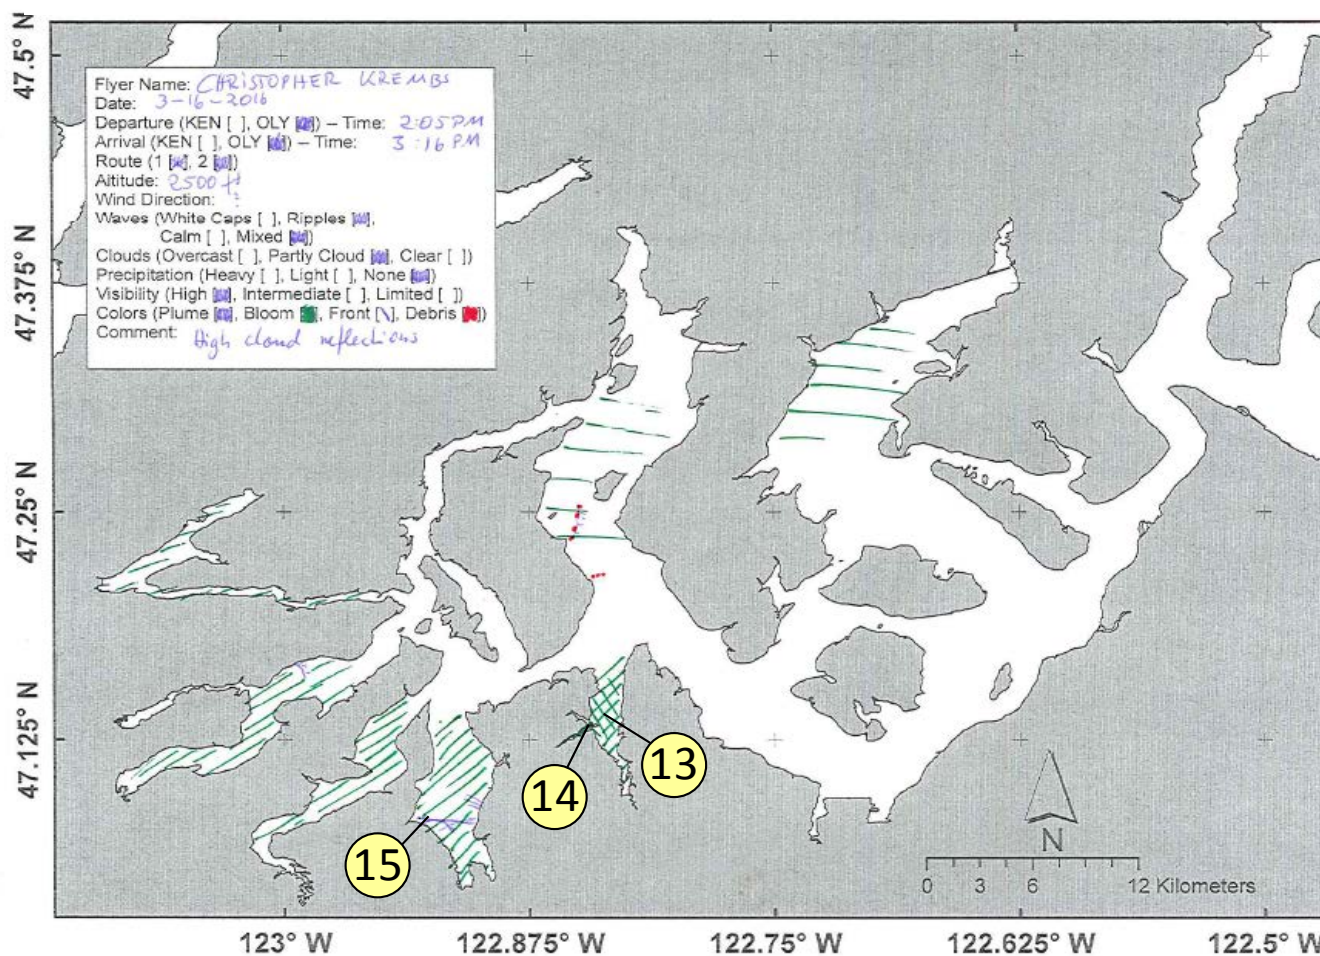 47.5° N
47.375° N
47.25° N
47.125° N
Flyer Name: CHRISTOPHER KREMBS
Date: 3-16-2016
Departure (KEN [ ], OLY [ ]) – Time: 2:05 PM
Arrival (KEN [ ], OLY [ ]) – Time: 3:16 PM
Route (1 [ ], 2 [ ])
Altitude: 2500 ft
Wind Direction: ?
Waves (White Caps [ ], Ripples [ ],
Calm [ ], Mixed [ ])
Clouds (Overcast [ ], Partly Cloud [ ], Clear [ ])
Precipitation (Heavy [ ], Light [ ], None [ ])
Visibility (High [ ], Intermediate [ ], Limited [ ])
Colors (Plume [ ], Bloom [ ], Front [\], Debris [ ])
Comment: High cloud reflections
13
14
15
N
0 3 6 12 Kilometers
123° W 122.875° W 122.75° W 122.625° W 122.5° W